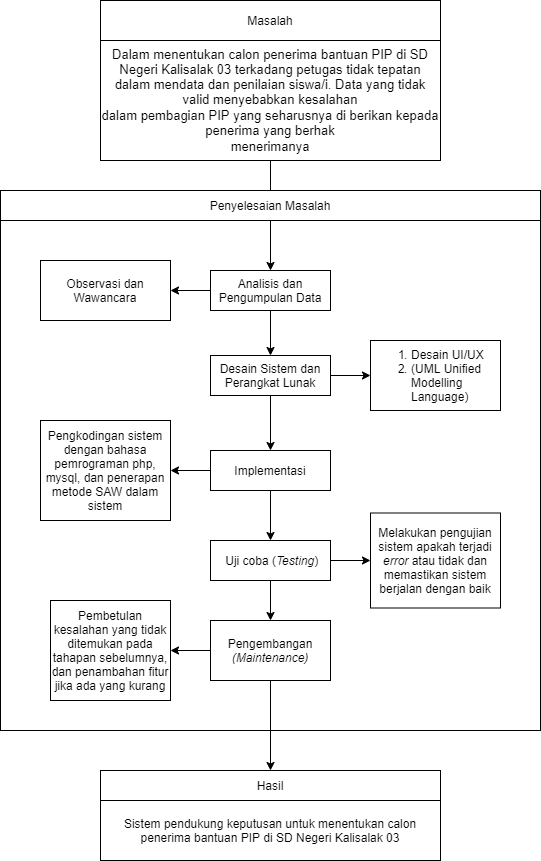 Masalah
Dalam menentukan calon penerima bantuan PIP di SD
Negeri Kalisalak 03 terkadang petugas tidak tepatan
dalam mendata dan penilaian siswa/i. Data yang tidak
valid menyebabkan kesalahan
dalam pembagian PIP yang seharusnya di berikan kepada
penerima yang berhak
menerimanya
Penyelesaian Masalah
Observasi dan
Wawancara
Analisis dan
Pengumpulan Data
Desain Sistem dan
Perangkat Lunak
1. Desain UI/UX
2. (UML Unified
Modelling
Language)
Pengkodingan sistem
dengan bahasa
pemrograman php,
mysql, dan penerapan
metode SAW dalam
sistem
Implementasi
Uji coba (Testing)
Melakukan pengujian
sistem apakah terjadi
error atau tidak dan
memastikan sistem
berjalan dengan baik
Pembetulan
kesalahan yang tidak
ditemukan pada
tahapan sebelumnya,
dan penambahan fitur
jika ada yang kurang
Pengembangan
(Maintenance)
Hasil
Sistem pendukung keputusan untuk menentukan calon
penerima bantuan PIP di SD Negeri Kalisalak 03